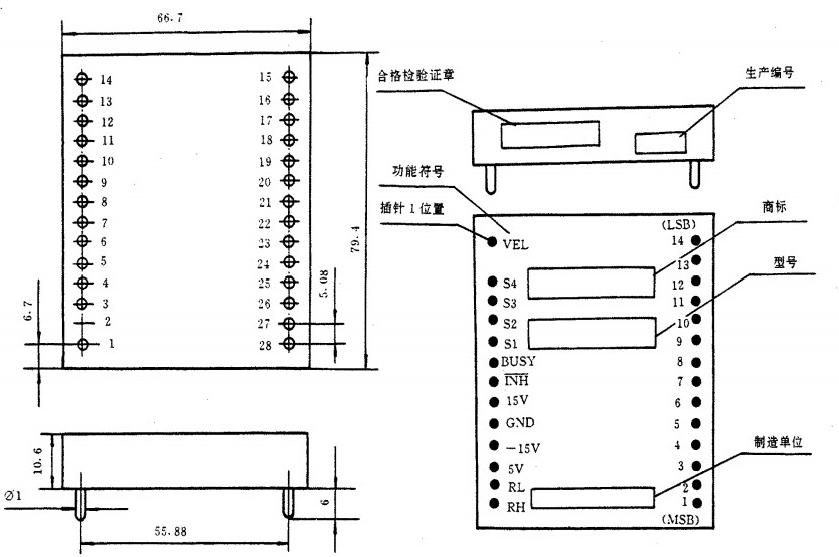 66.7
14 15
13 16
12 17
11 18
10 19
9 20
8 21
7 22
6 23
5 24
4 25
3 26
2 27
1 28
6.7
79.4
5.08
10.6
∅1
55.88
6
合格检验证章
生产编号
功能符号
插针1位置
商标
型号
制造单位
(LSB)
VEL 14
13
S4 12
S3 11
S2 10
S1 9
BUSY 8
I̅N̅H̅ 7
15V 6
GND 5
-15V 4
5V 3
RL 2
RH 1
(MSB)